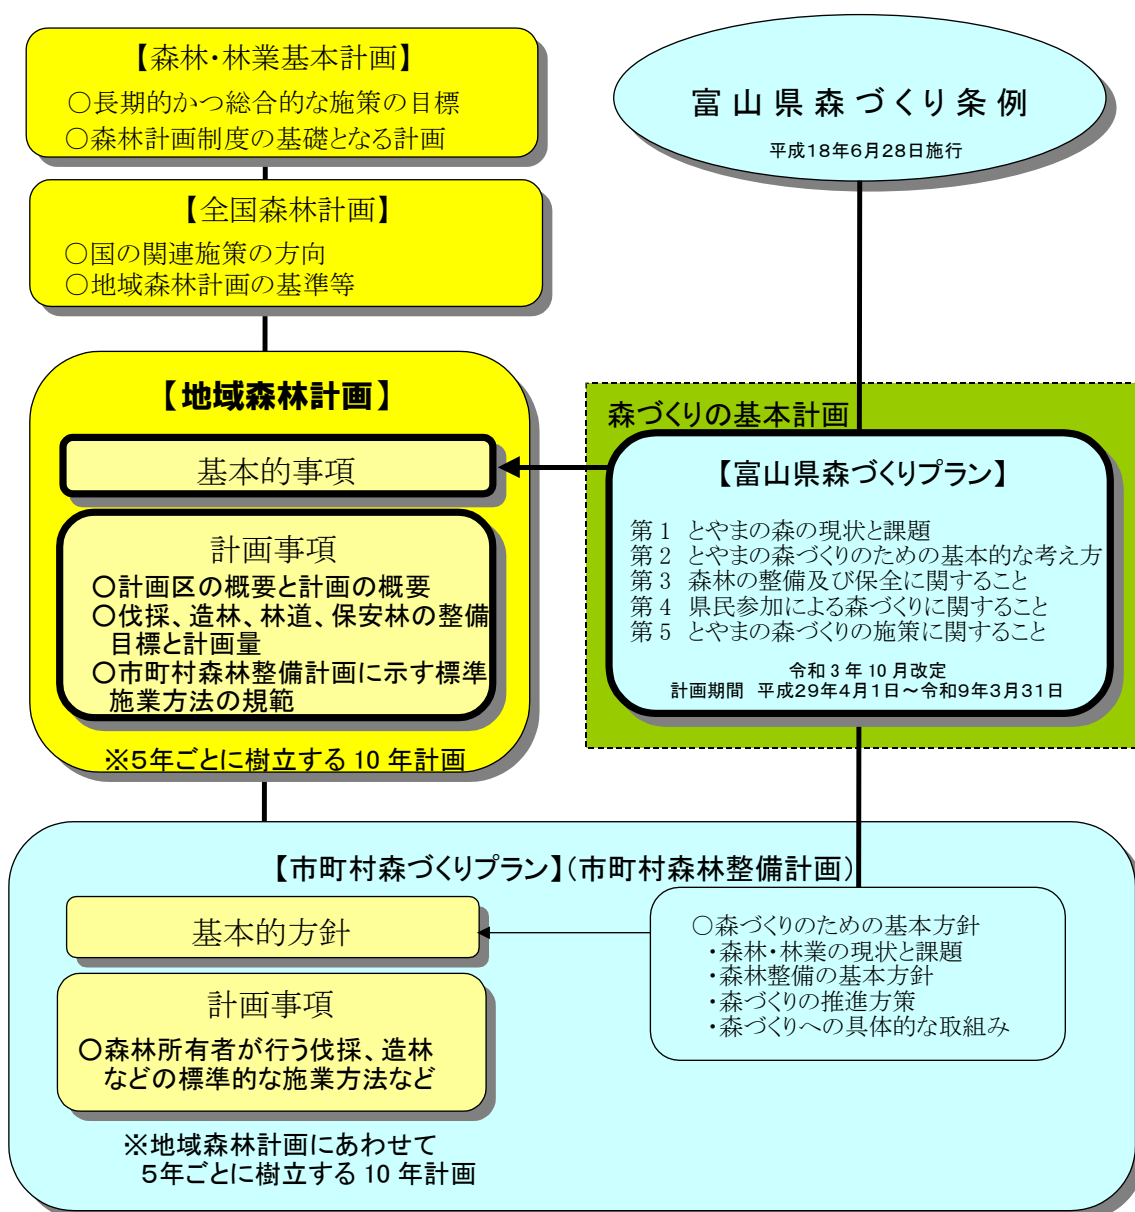 【森林・林業基本計画】
○長期的かつ総合的な施策の目標
○森林計画制度の基礎となる計画
富山県森づくり条例
平成18年6月28日施行
【全国森林計画】
○国の関連施策の方向
○地域森林計画の基準等
【地域森林計画】
基本的事項
計画事項
○計画区の概要と計画の概要
○伐採、造林、林道、保安林の整備
目標と計画量
○市町村森林整備計画に示す標準
施業方法の規範
※5年ごとに樹立する10年計画
森づくりの基本計画
【富山県森づくりプラン】
第1 とやまの森の現状と課題
第2 とやまの森づくりのための基本的な考え方
第3 森林の整備及び保全に関すること
第4 県民参加による森づくりに関すること
第5 とやまの森づくりの施策に関すること
令和3年10月改定
計画期間 平成29年4月1日~令和9年3月31日
【市町村森づくりプラン】(市町村森林整備計画)
基本的方針
計画事項
○森林所有者が行う伐採、造林
などの標準的な施業方法など
※地域森林計画にあわせて
5年ごとに樹立する10年計画
○森づくりのための基本方針
・森林・林業の現状と課題
・森林整備の基本方針
・森づくりの推進方策
・森づくりへの具体的な取組み